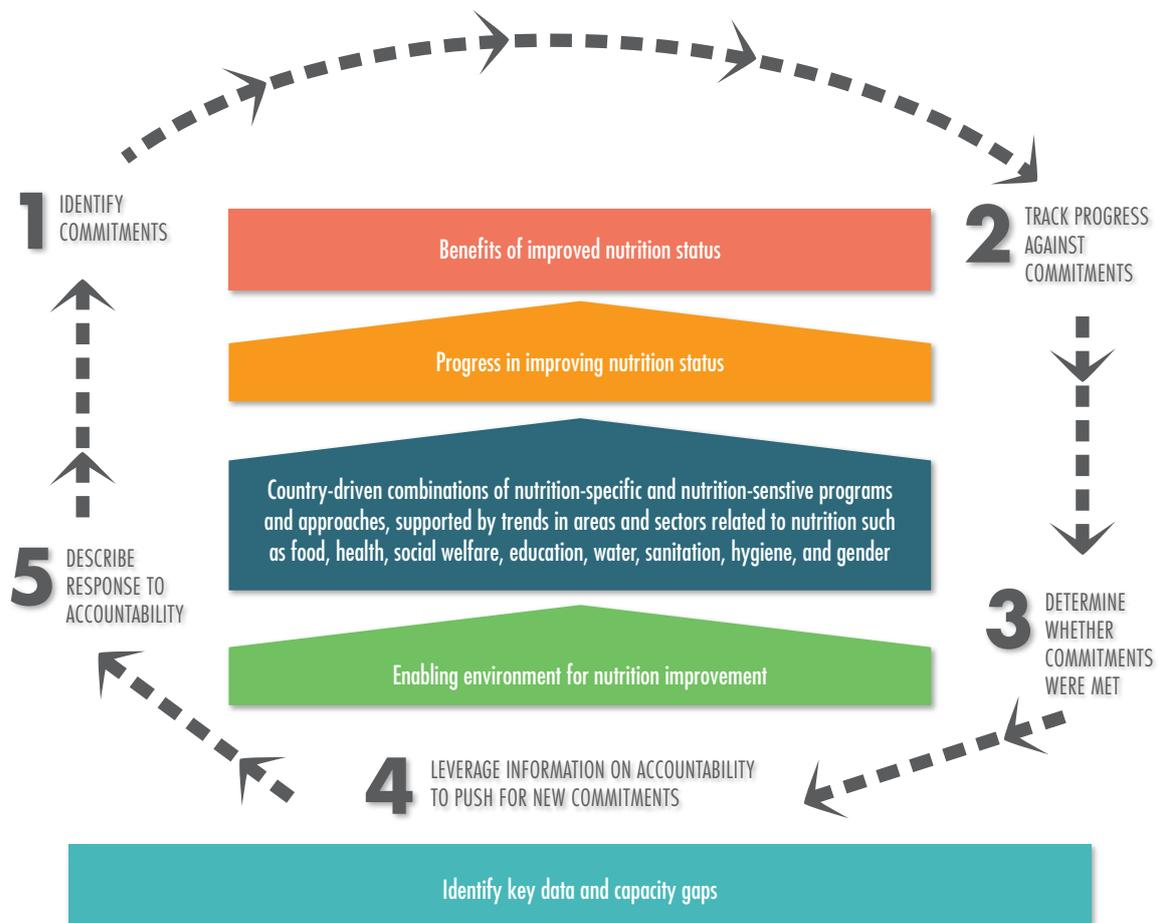 1 IDENTIFY
COMMITMENTS
2 TRACK PROGRESS
AGAINST
COMMITMENTS
Benefits of improved nutrition status
Progress in improving nutrition status
Country-driven combinations of nutrition-specific and nutrition-senstive programs
and approaches, supported by trends in areas and sectors related to nutrition such
as food, health, social welfare, education, water, sanitation, hygiene, and gender
Enabling environment for nutrition improvement
3 DETERMINE
WHETHER
COMMITMENTS
WERE MET
4 LEVERAGE INFORMATION ON ACCOUNTABILITY
TO PUSH FOR NEW COMMITMENTS
5 DESCRIBE
RESPONSE TO
ACCOUNTABILITY
Identify key data and capacity gaps